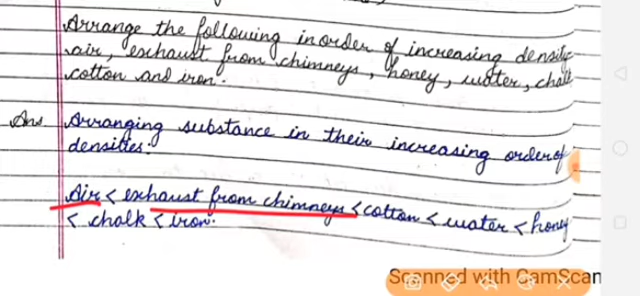 Arrange the following in order of increasing density-
air, exhaust from chimneys, honey, water, chalk
cotton and iron.
Ans. Arranging substance in their increasing order of
densities:
Air < exhaust from chimneys < cotton < water < honey
< chalk < iron.
Scanned with CamScan